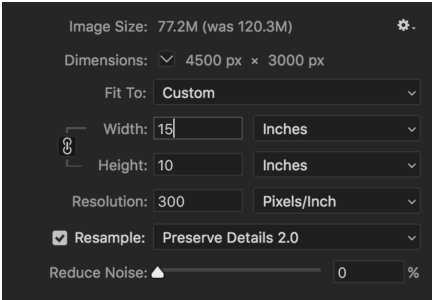 Image Size: 77.2M (was 120.3M)
Dimensions: 4500 px × 3000 px
Fit To: Custom
Width: 15 Inches
Height: 10 Inches
Resolution: 300 Pixels/Inch
Resample: Preserve Details 2.0
Reduce Noise: 0 %